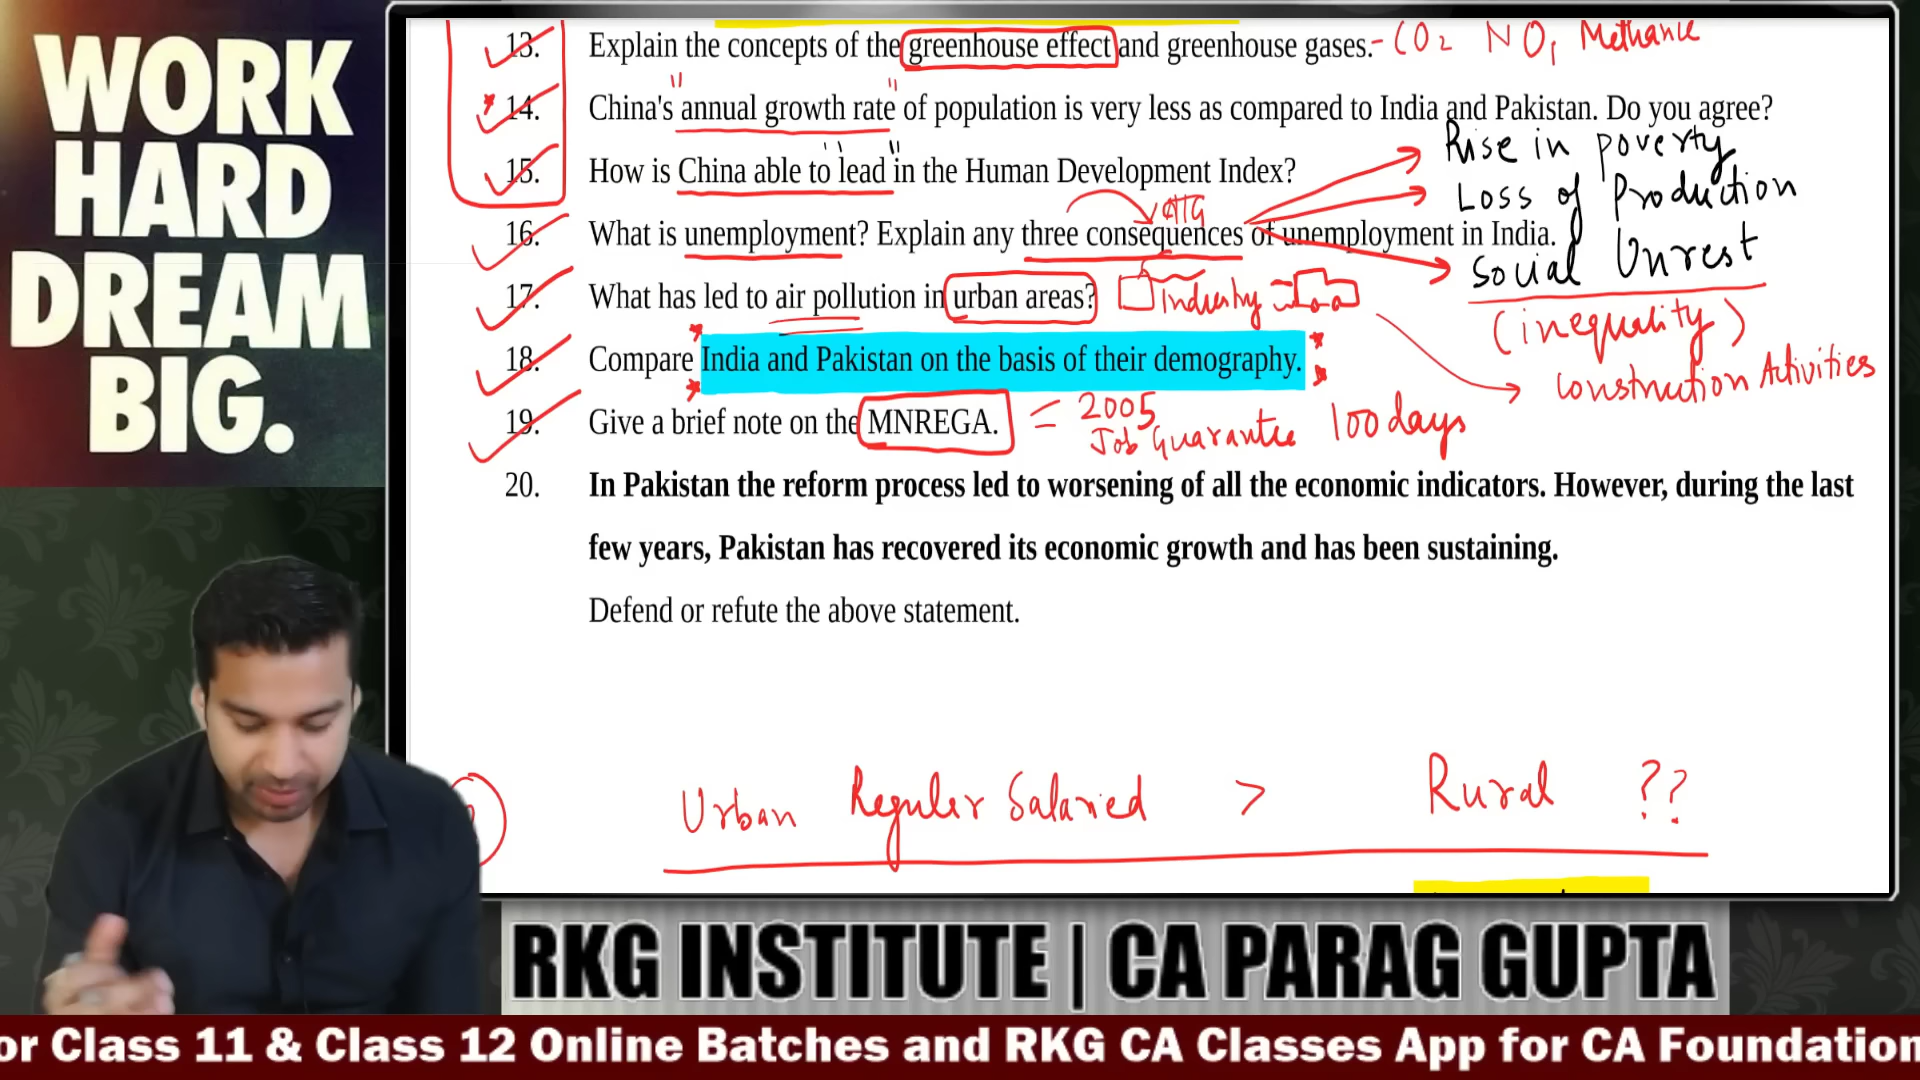 WORK
HARD
DREAM
BIG.
13. Explain the concepts of the greenhouse effect and greenhouse gases. - CO2 NO, Methane
14. China's "annual growth rate" of population is very less as compared to India and Pakistan. Do you agree?
Rise in poverty
15. How is China able to "lead" in the Human Development Index?
Loss of Production
16. What is unemployment? Explain any three consequences of unemployment in India.
Social Unrest
17. What has led to air pollution in urban areas? Industry
(inequality)
18. Compare India and Pakistan on the basis of their demography.
Construction Activities
19. Give a brief note on the MNREGA. = 2005
Job Guarantee 100 days
20. In Pakistan the reform process led to worsening of all the economic indicators. However, during the last
few years, Pakistan has recovered its economic growth and has been sustaining.
Defend or refute the above statement.
Urban Reguler Salaried > Rural ??
RKG INSTITUTE | CA PARAG GUPTA
or Class 11 & Class 12 Online Batches and RKG CA Classes App for CA Foundation